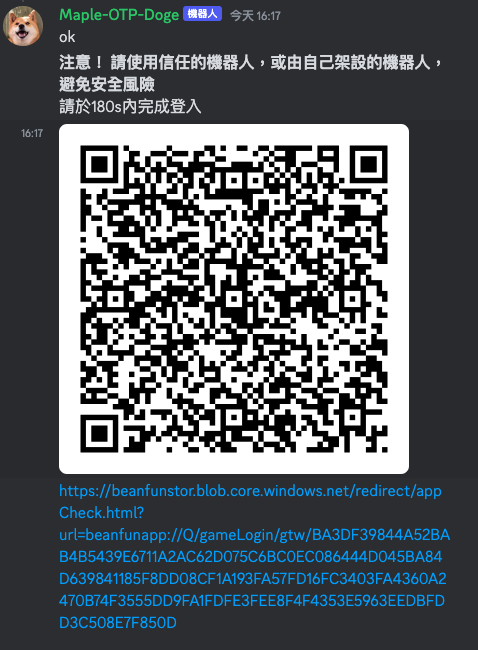 Maple-OTP-Doge 機器人 今天 16:17
ok
注意！ 請使用信任的機器人，或由自己架設的機器人，
避免安全風險
請於180s內完成登入
16:17
https://beanfunstor.blob.core.windows.net/redirect/app
Check.html?
url=beanfunapp://Q/gameLogin/gtw/BA3DF39844A52BA
B4B5439E6711A2AC62D075C6BC0EC086444D045BA84
D639841185F8DD08CF1A193FA57FD16FC3403FA4360A2
470B74F3555DD9FA1FDFE3FEE8F4F4353E5963EEDBFD
D3C508E7F850D